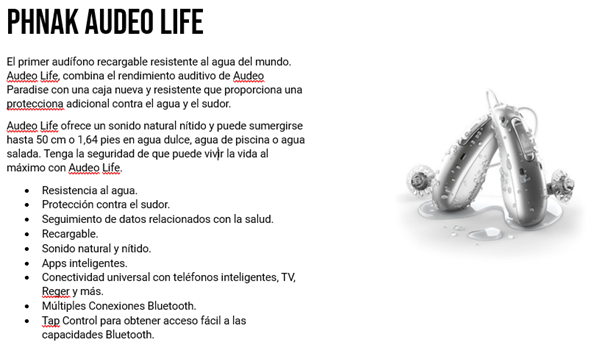 PHNAK AUDEO LIFE
El primer audífono recargable resistente al agua del mundo.
Audeo Life, combina el rendimiento auditivo de Audeo
Paradise con una caja nueva y resistente que proporciona una
protecciona adicional contra el agua y el sudor.
Audeo Life ofrece un sonido natural nítido y puede sumergirse
hasta 50 cm o 1,64 pies en agua dulce, agua de piscina o agua
salada. Tenga la seguridad de que puede vivir la vida al
máximo con Audeo Life.
• Resistencia al agua.
• Protección contra el sudor.
• Seguimiento de datos relacionados con la salud.
• Recargable.
• Sonido natural y nítido.
• Apps inteligentes.
• Conectividad universal con teléfonos inteligentes, TV,
Reger y más.
• Múltiples Conexiones Bluetooth.
• Tap Control para obtener acceso fácil a las
capacidades Bluetooth.